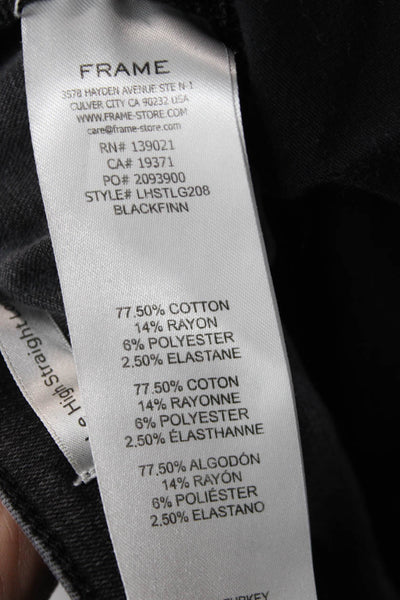 FRAME
3578 HAYDEN AVENUE STE N-1
CULVER CITY CA 90232 USA
WWW.FRAME-STORE.COM
care@frame-store.com
RN# 139021
CA# 19371
PO# 2093900
STYLE# LHSTLG208
BLACKFINN
77.50% COTTON
14% RAYON
6% POLYESTER
2.50% ELASTANE
77.50% COTON
14% RAYONNE
6% POLYESTER
2.50% ÉLASTHANNE
77.50% ALGODÓN
14% RAYÓN
6% POLIÉSTER
2.50% ELASTANO
TURKEY
High Straight